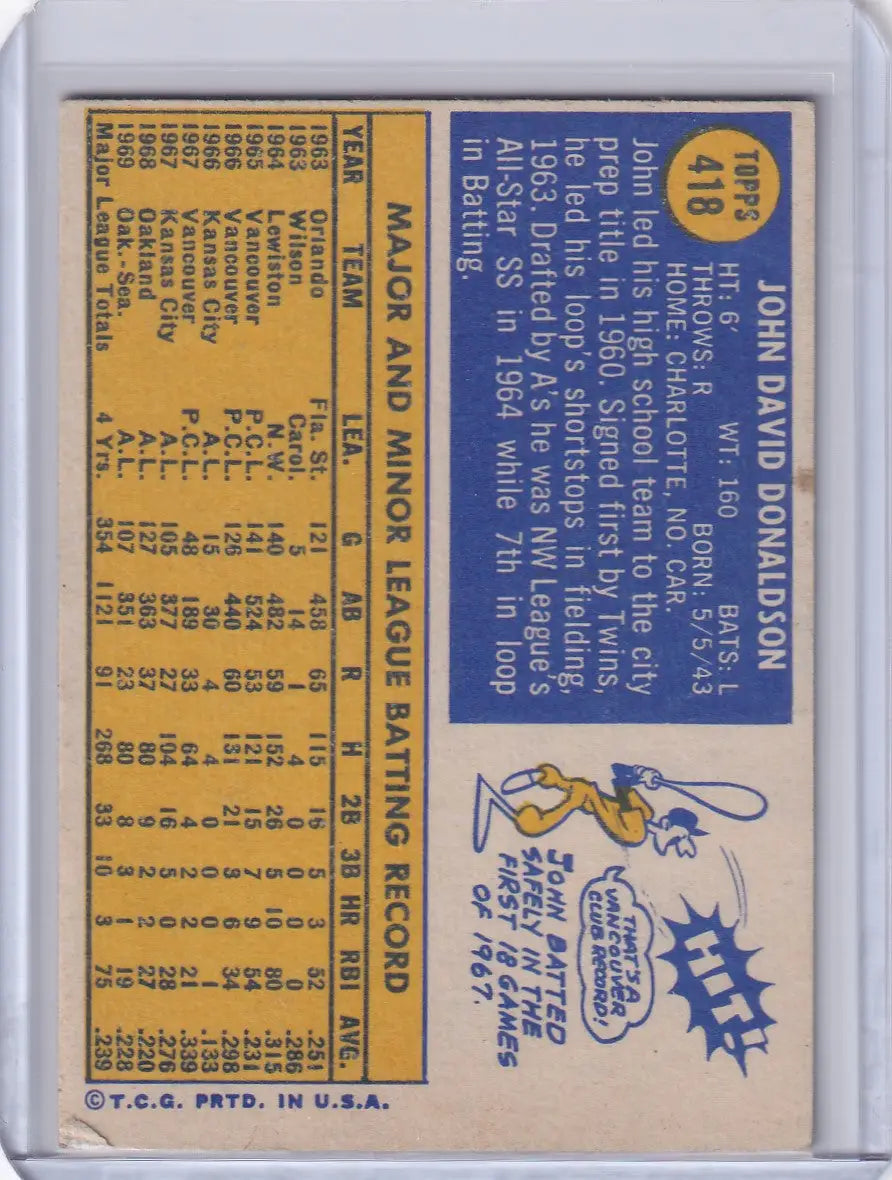 TOPPS
418
JOHN DAVID DONALDSON
HT: 6' WT: 160 BATS: L
THROWS: R BORN: 5/5/43
HOME: CHARLOTTE, NO. CAR.
John led his high school team to the city
prep title in 1960. Signed first by Twins,
he led his loop's shortstops in fielding,
1963. Drafted by A's he was NW League's
All-Star SS in 1964 while 7th in loop
in Batting.
HIT!
THAT'S A
VANCOUVER
CLUB RECORD!
JOHN BATTED
SAFELY IN THE
FIRST 18 GAMES
OF 1967.
MAJOR AND MINOR LEAGUE BATTING RECORD
YEAR TEAM LEA. G AB R H 2B 3B HR RBI AVG.
1963 Orlando Fla. St. 121 458 65 115 16 5 3 52 .251
1963 Wilson Carol. 5 14 1 4 0 0 0 0 .286
1964 Lewiston N.W. 140 482 59 152 26 5 10 80 .315
1965 Vancouver P.C.L. 141 524 53 121 15 7 9 54 .231
1966 Vancouver P.C.L. 126 440 60 131 21 3 6 34 .298
1966 Kansas City A.L. 15 30 4 4 0 0 0 1 .133
1967 Vancouver P.C.L. 48 189 33 64 4 2 2 21 .339
1967 Kansas City A.L. 105 377 27 104 16 5 0 28 .276
1968 Oakland A.L. 127 363 37 80 9 2 2 27 .220
1969 Oak.-Sea. A.L. 107 351 23 80 8 3 1 19 .228
Major League Totals 4 Yrs. 354 1121 91 268 33 10 3 75 .239
©T.C.G. PRTD. IN U.S.A.